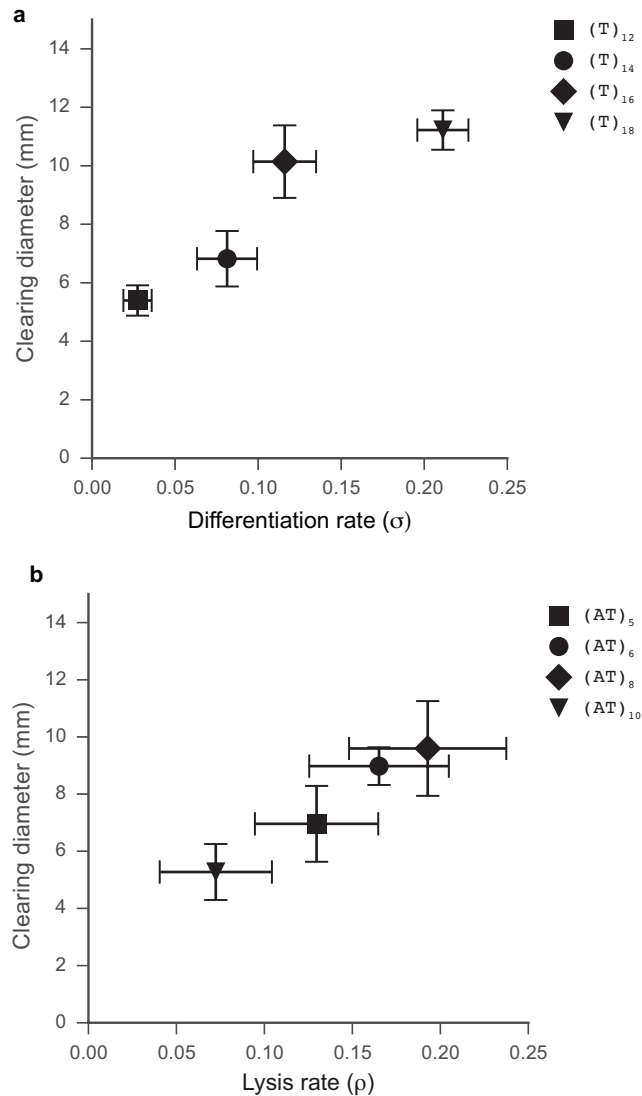 a
14
12
10
8
6
4
2
0
Clearing diameter (mm)
0.00 0.05 0.10 0.15 0.20 0.25
Differentiation rate (σ)
(T)₁₂
(T)₁₄
(T)₁₆
(T)₁₈
b
14
12
10
8
6
4
2
0
Clearing diameter (mm)
0.00 0.05 0.10 0.15 0.20 0.25
Lysis rate (ρ)
(AT)₅
(AT)₆
(AT)₈
(AT)₁₀